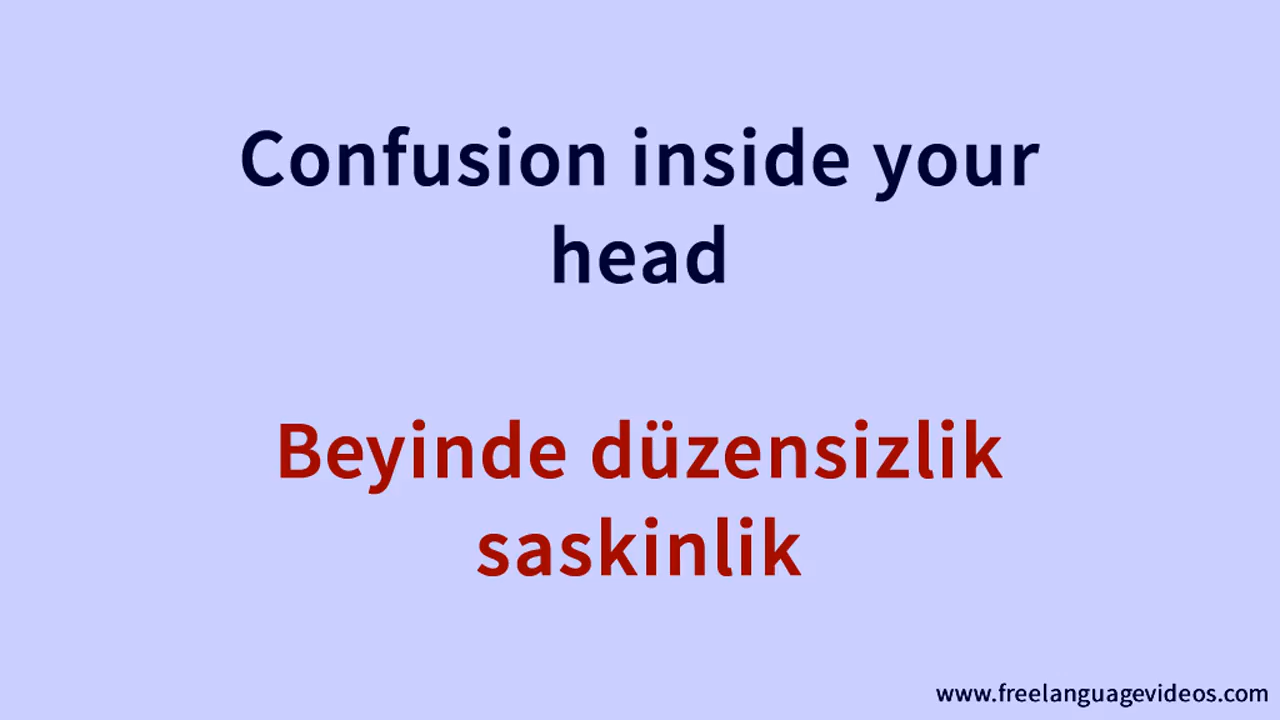 Confusion inside your
head
Beyinde düzensizlik
saskinlik
www.freelanguagevideos.com